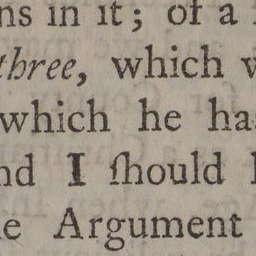 ns in it; of a
three, which w
which he ha
nd I ſhould
e Argument